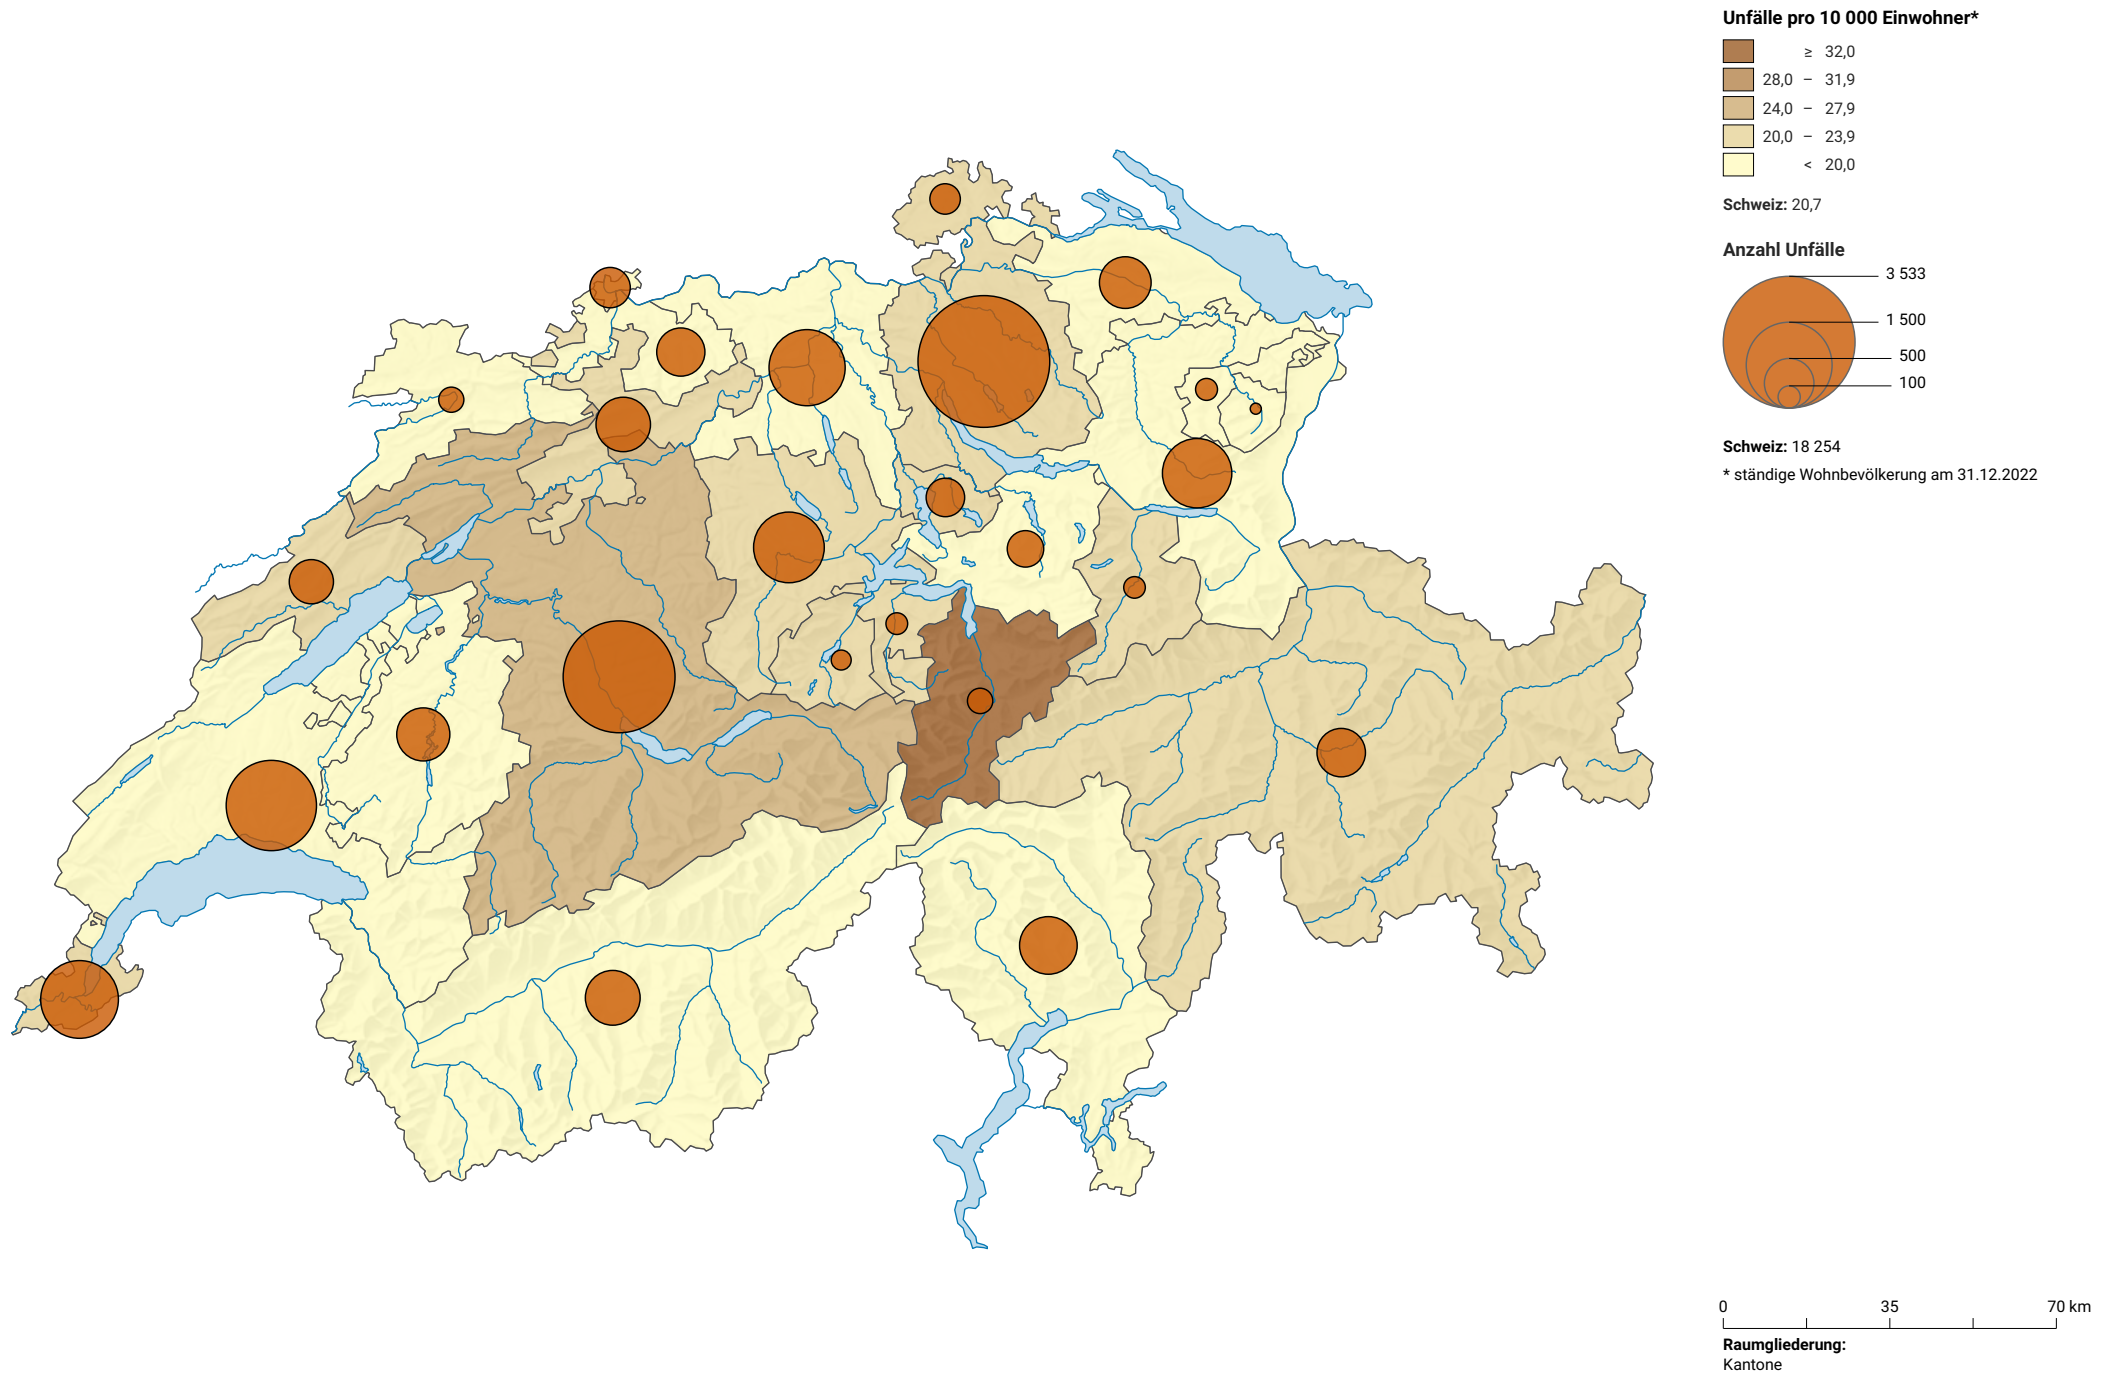 Unfälle pro 10 000 Einwohner*
≥ 32,0
28,0 – 31,9
24,0 – 27,9
20,0 – 23,9
< 20,0
Schweiz: 20,7
Anzahl Unfälle
3 533
1 500
500
100
Schweiz: 18 254
* ständige Wohnbevölkerung am 31.12.2022
0 35 70 km
Raumgliederung:
Kantone